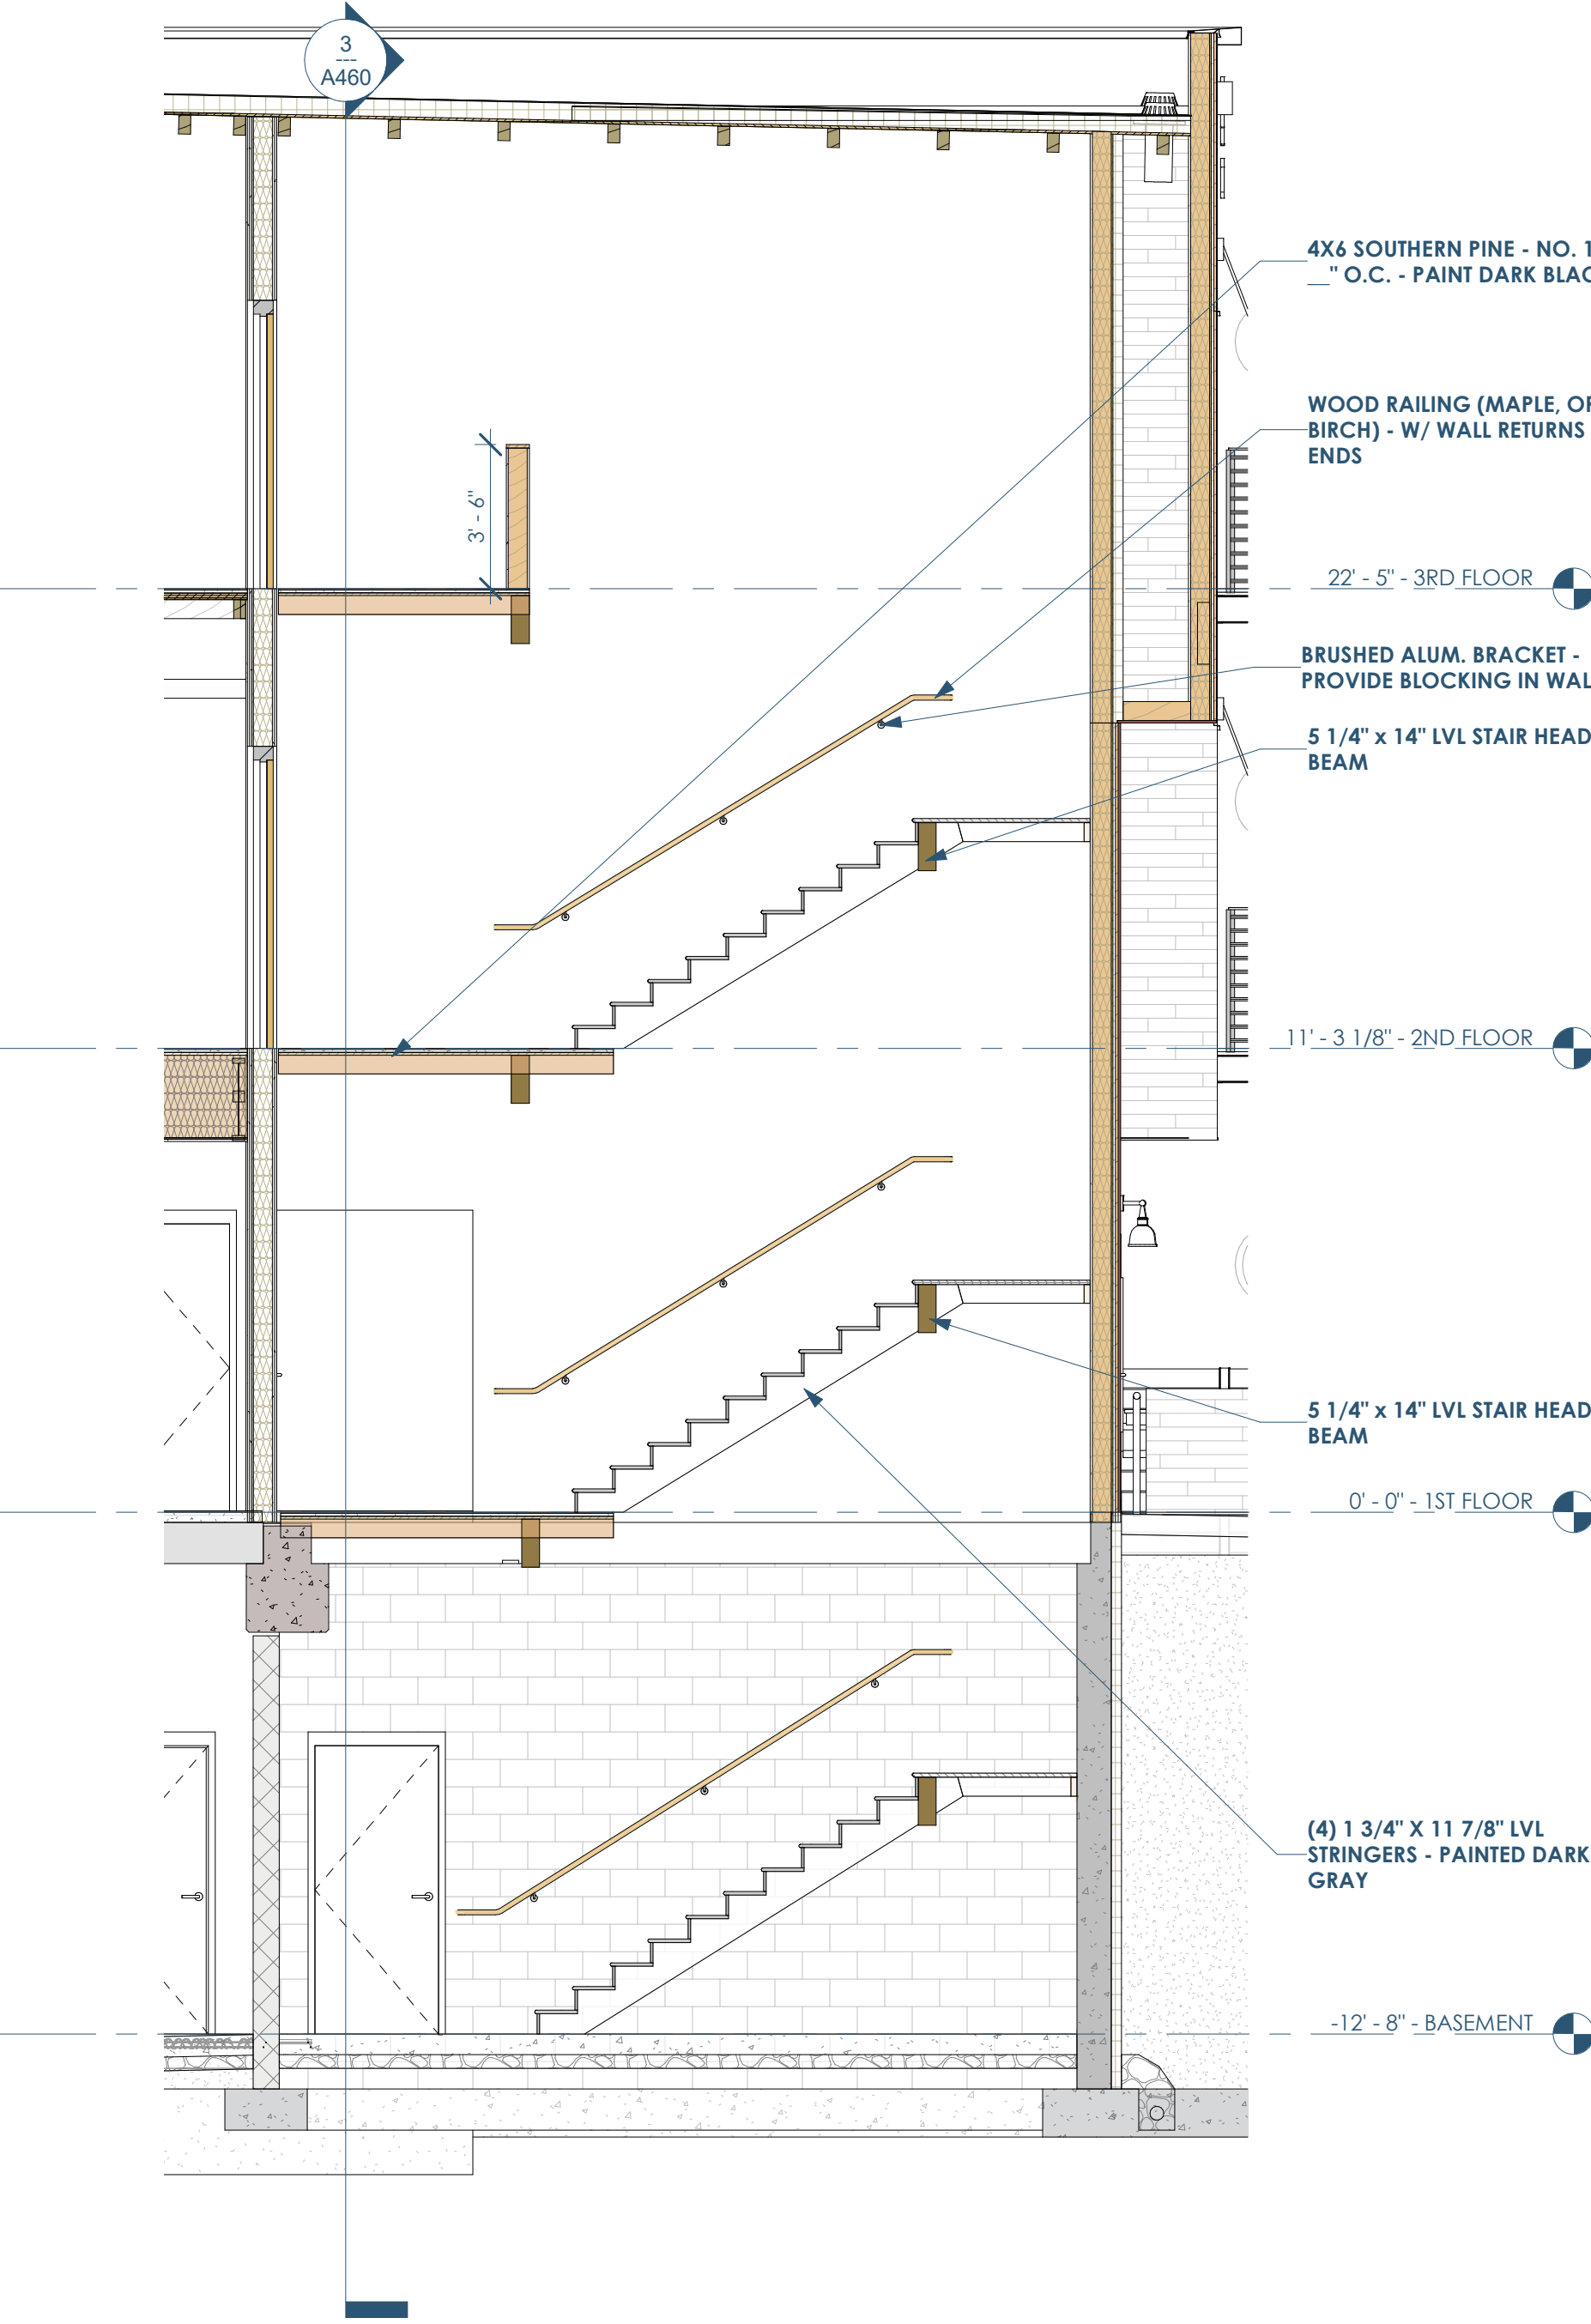 3
---
A460
4X6 SOUTHERN PINE - NO. 1
__" O.C. - PAINT DARK
WOOD RAILING (MAPLE,
BIRCH) - W/ WALL RETURNS
ENDS
3' - 6"
22' - 5" - 3RD FLOOR
BRUSHED ALUM. BRACKET -
PROVIDE BLOCKING IN
5 1/4" x 14" LVL STAIR HEAD
BEAM
11' - 3 1/8" - 2ND FLOOR
5 1/4" x 14" LVL STAIR HEAD
BEAM
0' - 0" - 1ST FLOOR
(4) 1 3/4" X 11 7/8" LVL
STRINGERS - PAINTED DARK
GRAY
-12' - 8" - BASEMENT